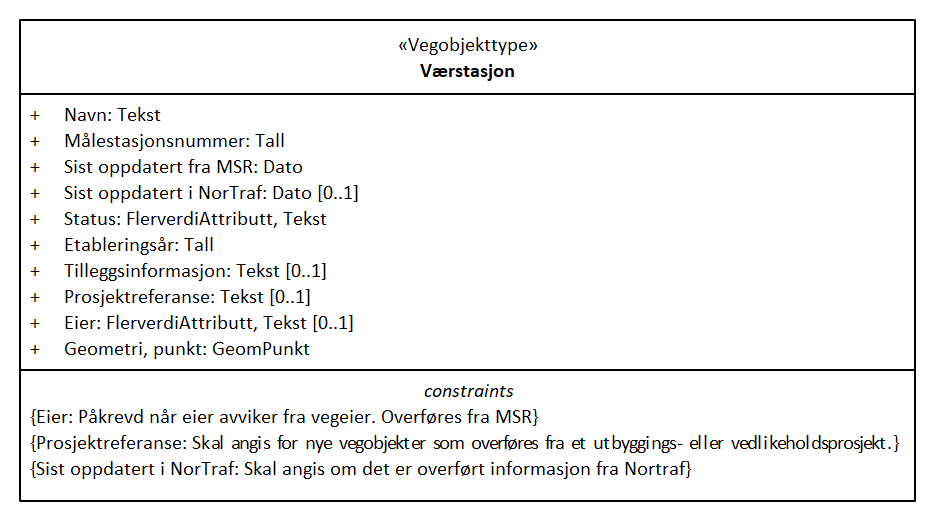 «Vegobjekttype»
Værstasjon
+ Navn: Tekst
+ Målestasjonsnummer: Tall
+ Sist oppdatert fra MSR: Dato
+ Sist oppdatert i NorTraf: Dato [0..1]
+ Status: FlerverdiAttributt, Tekst
+ Etableringsår: Tall
+ Tilleggsinformasjon: Tekst [0..1]
+ Prosjektreferanse: Tekst [0..1]
+ Eier: FlerverdiAttributt, Tekst [0..1]
+ Geometri, punkt: GeomPunkt
constraints
{Eier: Påkrevd når eier avviker fra vegeier. Overføres fra MSR}
{Prosjektreferanse: Skal angis for nye vegobjekter som overføres fra et utbyggings- eller vedlikeholdsprosjekt.}
{Sist oppdatert i NorTraf: Skal angis om det er overført informasjon fra Nortraf}